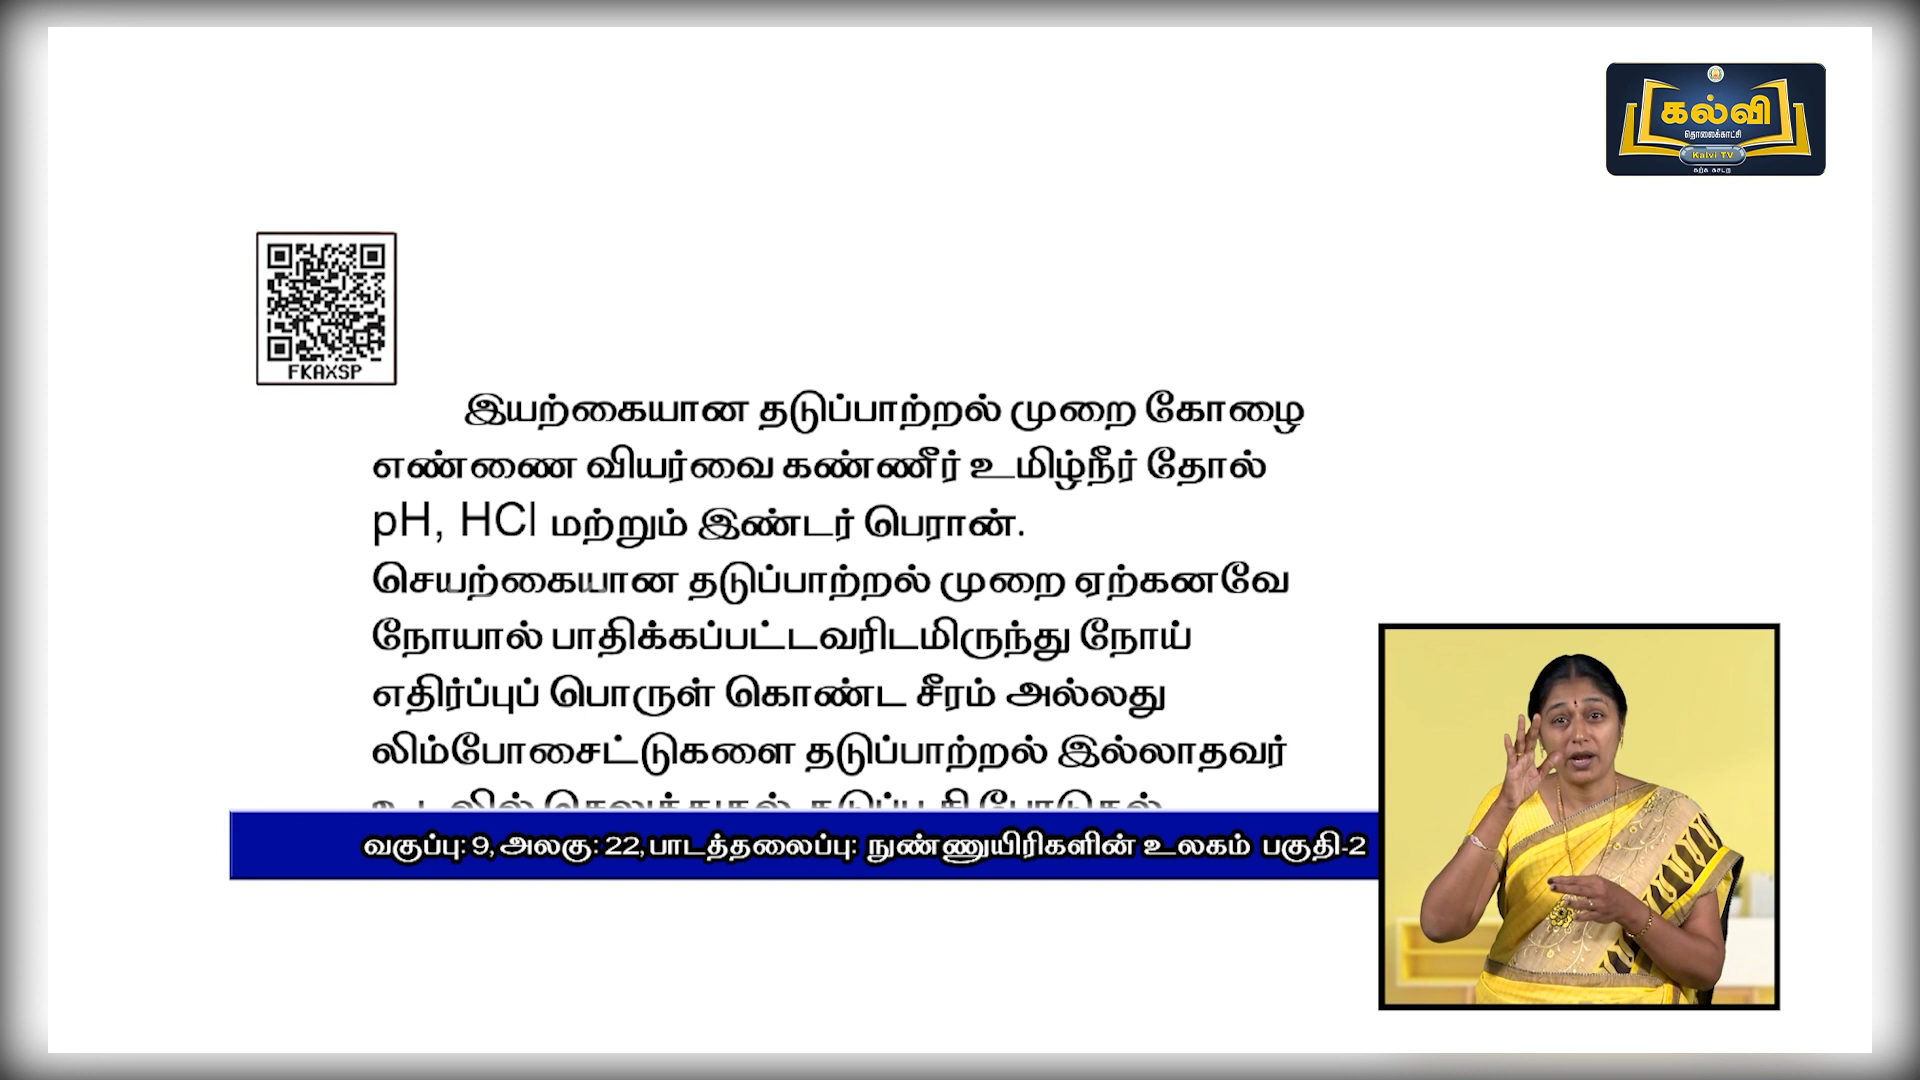 கல்வி
தொலைக்காட்சி
Kalvi TV
கற்க கசடற
FKAXSP
இயற்கையான தடுப்பாற்றல் முறை கோழை
எண்ணை வியர்வை கண்ணீர் உமிழ்நீர் தோல்
pH, HCl மற்றும் இண்டர் பெரான்.
செயற்கையான தடுப்பாற்றல் முறை ஏற்கனவே
நோயால் பாதிக்கப்பட்டவரிடமிருந்து நோய்
எதிர்ப்புப் பொருள் கொண்ட சீரம் அல்லது
லிம்போசைட்டுகளை தடுப்பாற்றல் இல்லாதவர்
வகுப்பு: 9, அலகு: 22, பாடத்தலைப்பு: நுண்ணுயிரிகளின் உலகம் பகுதி-2